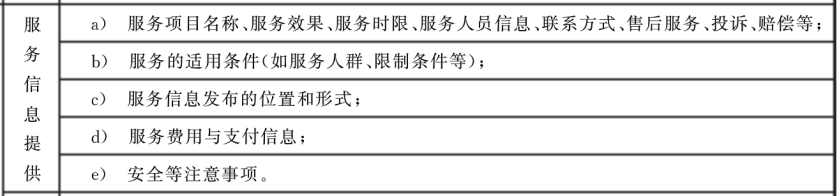 服务信息提供
a) 服务项目名称、服务效果、服务时限、服务人员信息、联系方式、售后服务、投诉、赔偿等;
b) 服务的适用条件(如服务人群、限制条件等);
c) 服务信息发布的位置和形式;
d) 服务费用与支付信息;
e) 安全等注意事项。